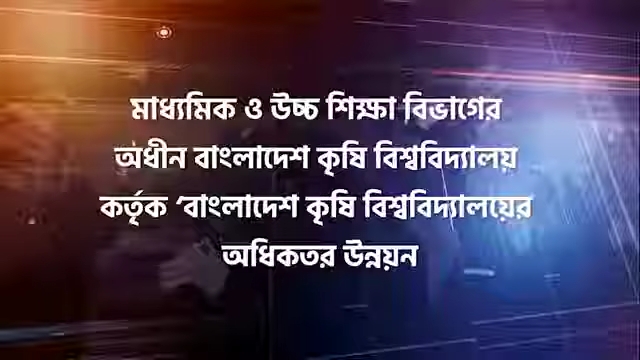 মাধ্যমিক ও উচ্চ শিক্ষা বিভাগের
অধীন বাংলাদেশ কৃষি বিশ্ববিদ্যালয়
কর্তৃক ‘বাংলাদেশ কৃষি বিশ্ববিদ্যালয়ের
অধিকতর উন্নয়ন